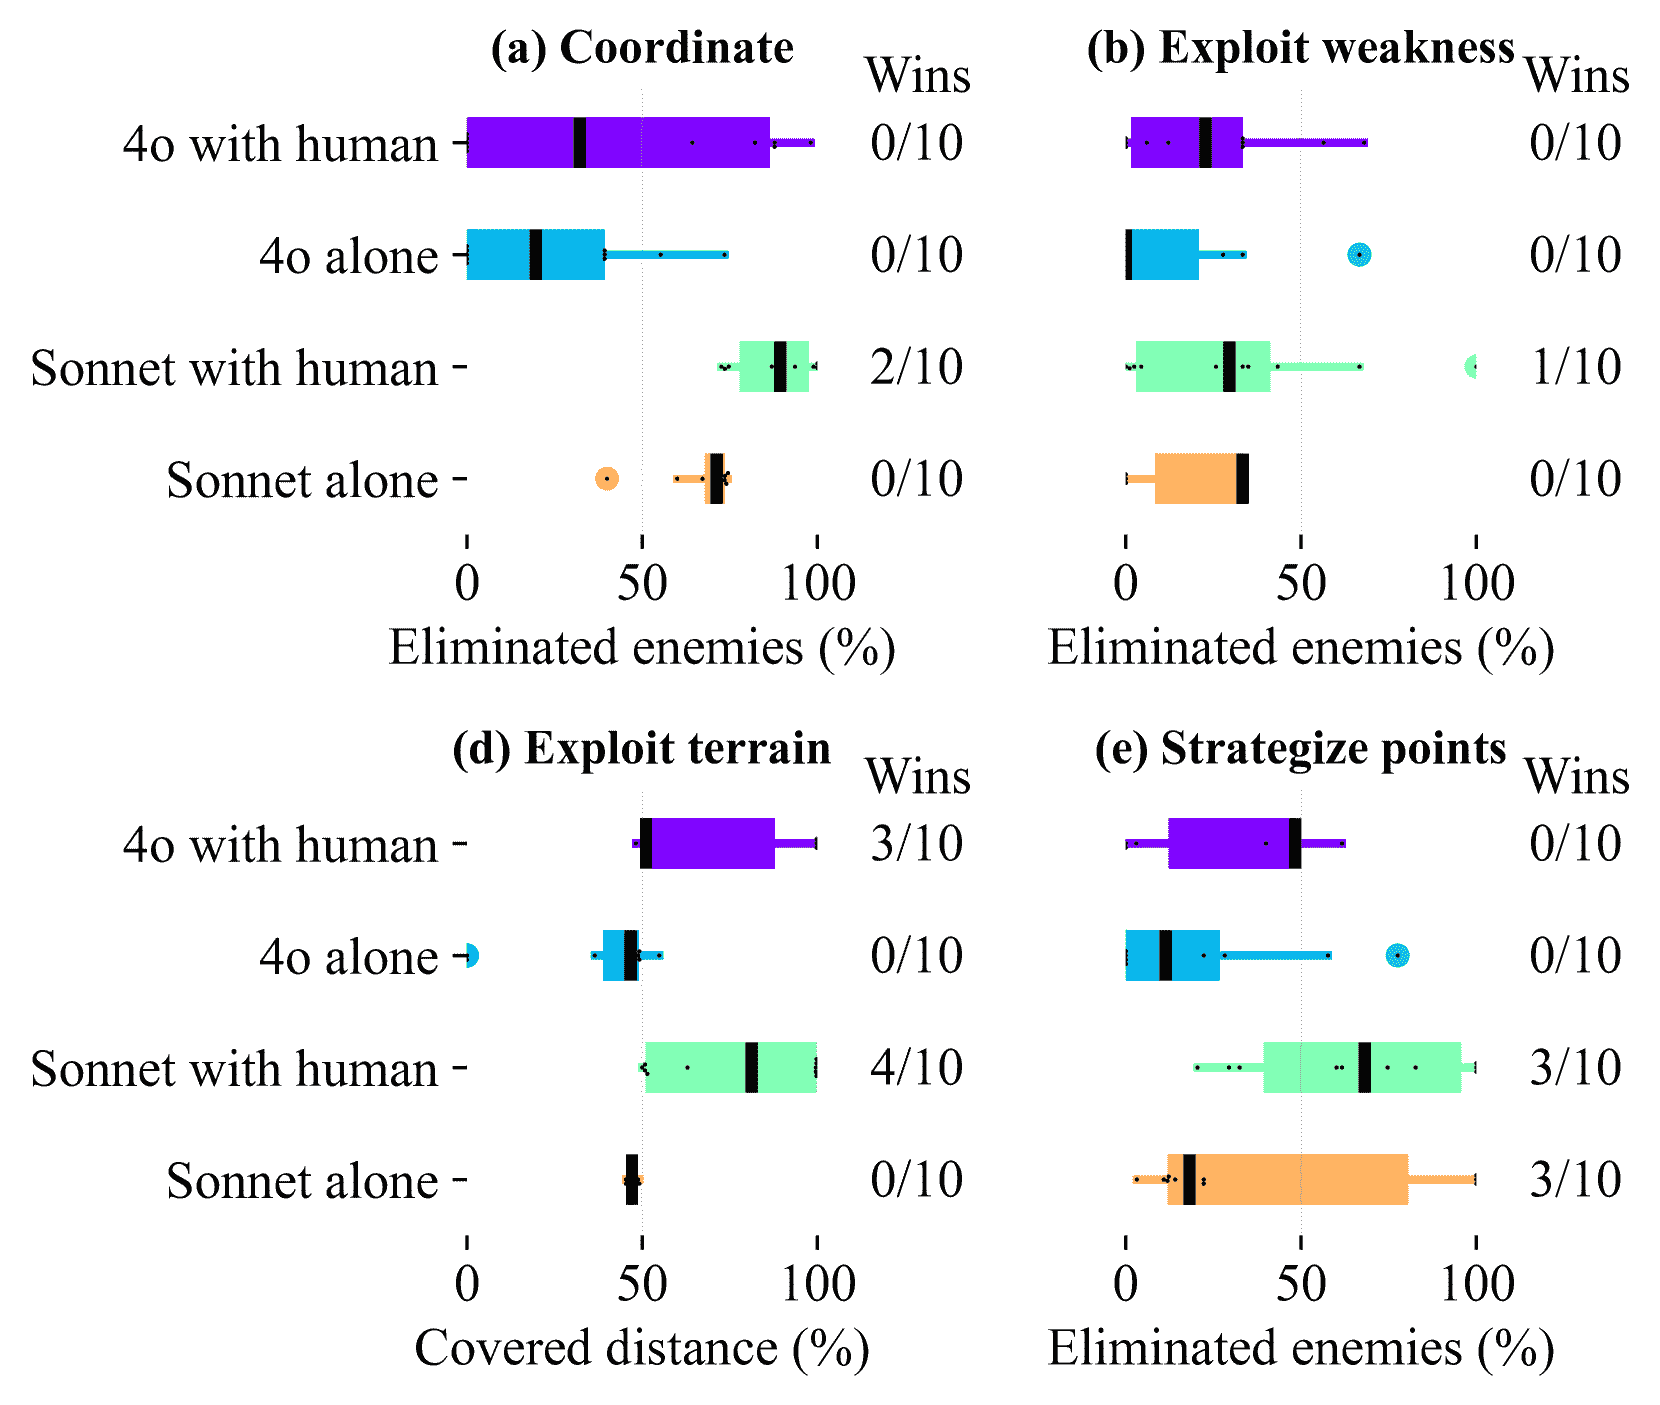 (a) Coordinate
Wins
4o with human
0/10
4o alone
0/10
Sonnet with human
2/10
Sonnet alone
0/10
0 50 100
Eliminated enemies (%)
(b) Exploit weakness
Wins
0/10
0/10
1/10
0/10
0 50 100
Eliminated enemies (%)
(d) Exploit terrain
Wins
4o with human
3/10
4o alone
0/10
Sonnet with human
4/10
Sonnet alone
0/10
0 50 100
Covered distance (%)
(e) Strategize points
Wins
0/10
0/10
3/10
3/10
0 50 100
Eliminated enemies (%)